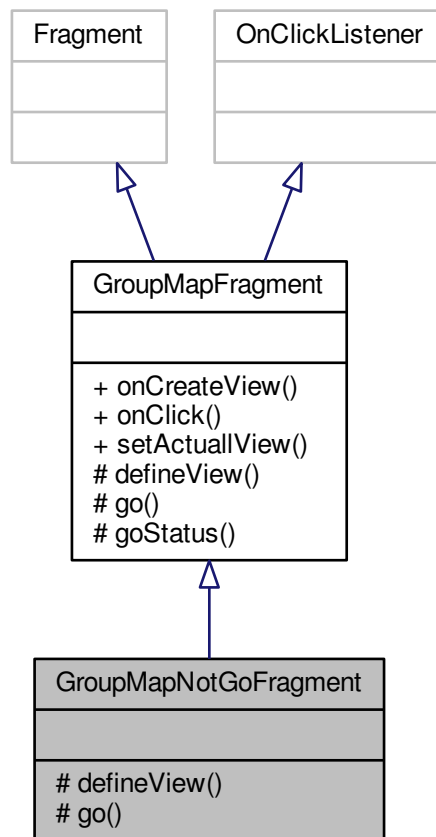 Fragment
OnClickListener
GroupMapFragment
+ onCreateView()
+ onClick()
+ setActuallView()
# defineView()
# go()
# goStatus()
GroupMapNotGoFragment
# defineView()
# go()